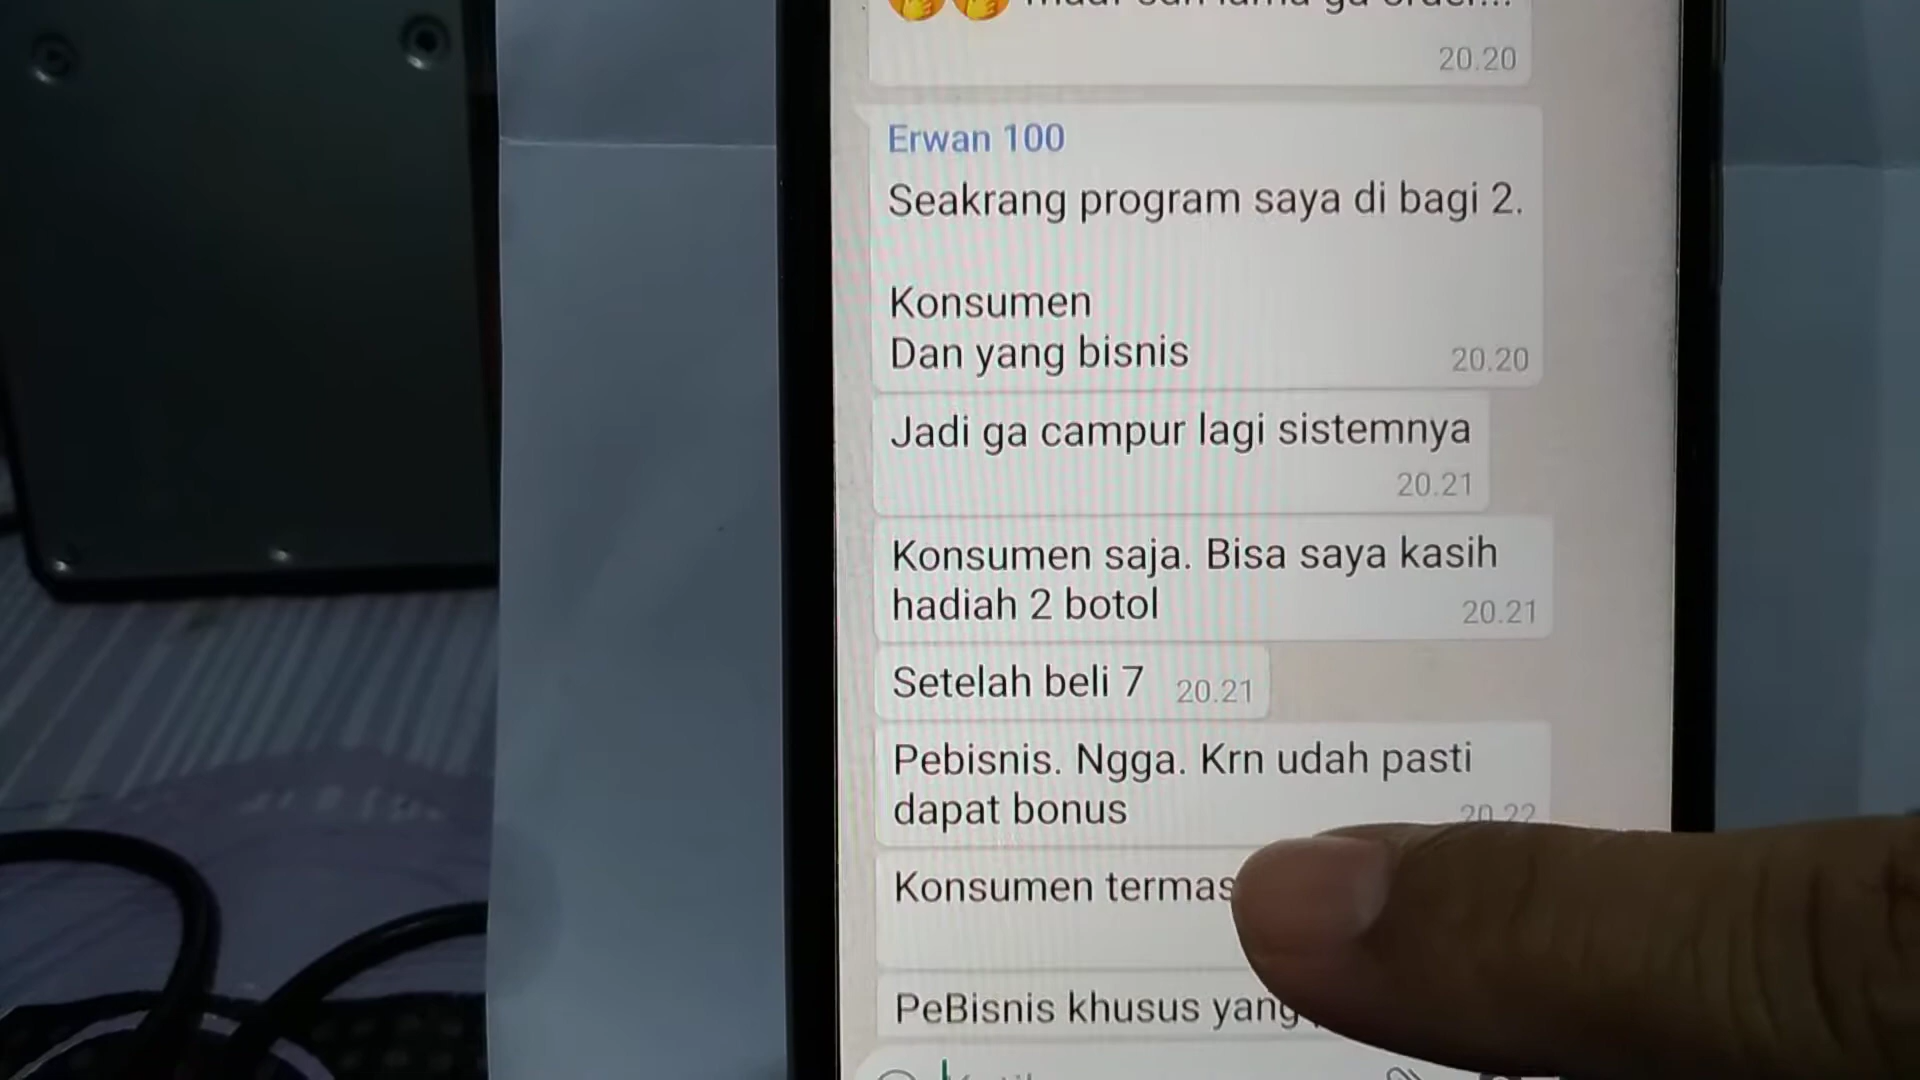 20.20
Erwan 100
Seakrang program saya di bagi 2.
Konsumen
Dan yang bisnis
20.20
Jadi ga campur lagi sistemnya
20.21
Konsumen saja. Bisa saya kasih
hadiah 2 botol
20.21
Setelah beli 7 20.21
Pebisnis. Ngga. Krn udah pasti
dapat bonus
20.22
Konsumen
PeBisnis khusus yang